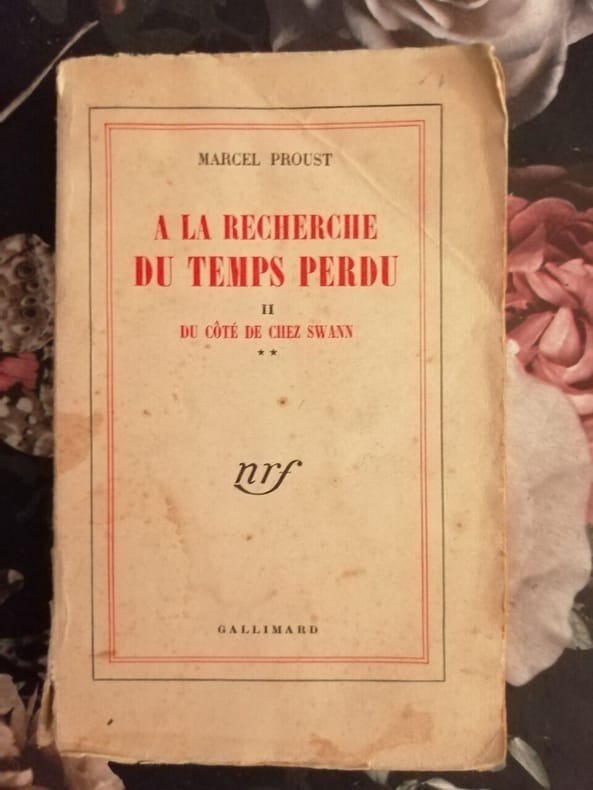 MARCEL PROUST
A LA RECHERCHE
DU TEMPS PERDU
II
DU CÔTÉ DE CHEZ SWANN
★ ★
nrf
GALLIMARD